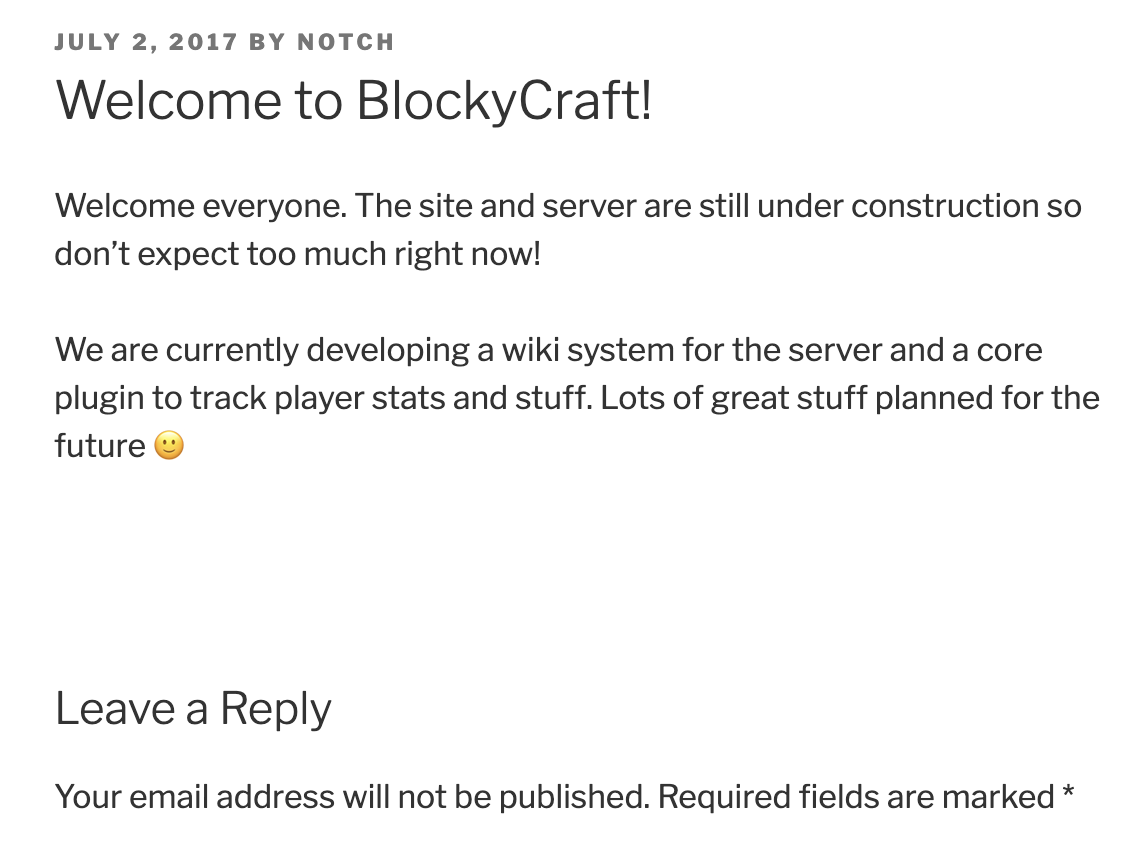 JULY 2, 2017 BY NOTCH
Welcome to BlockyCraft!
Welcome everyone. The site and server are still under construction so
don’t expect too much right now!
We are currently developing a wiki system for the server and a core
plugin to track player stats and stuff. Lots of great stuff planned for the
future 🙂
Leave a Reply
Your email address will not be published. Required fields are marked *